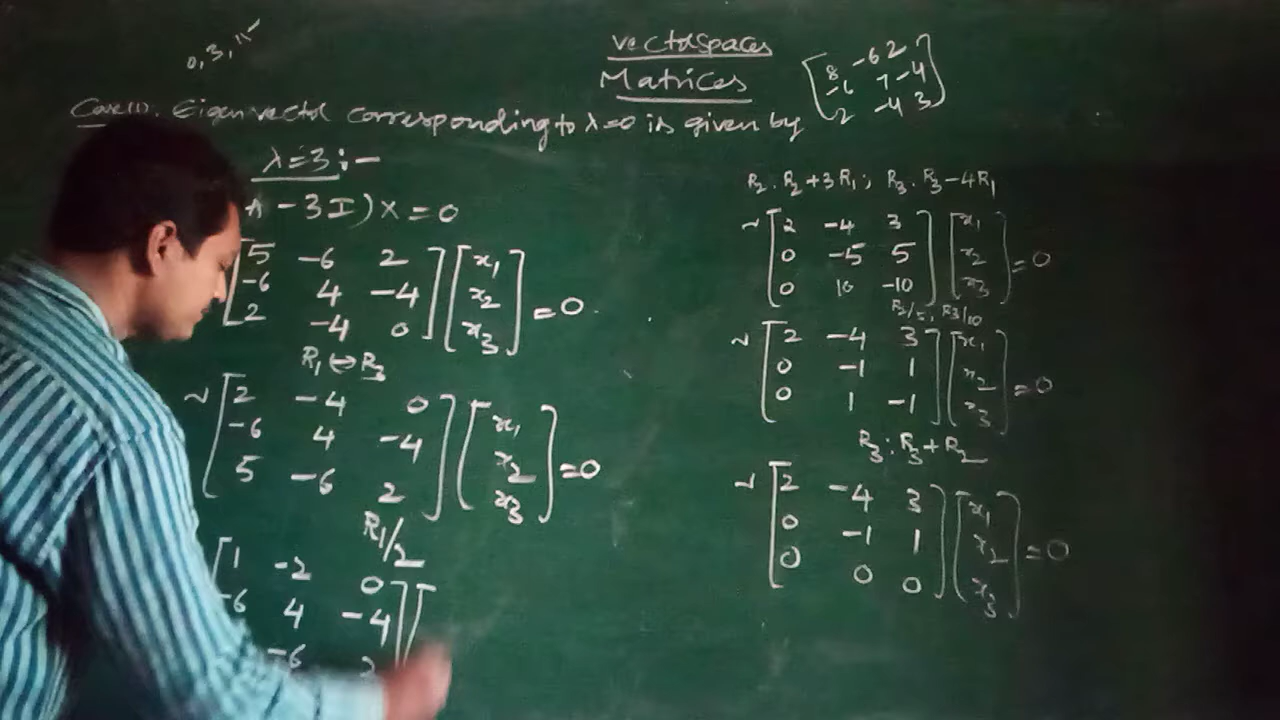 0, 3, 15
Vectorspaces
Matrices
8 -6 2
-6 7 -4
2 -4 3
Case(1). Eigenvector corresponding to λ=0 is given by
λ=3:-
A - 3I) X = 0
5 -6 2 x1
-6 4 -4 x2
2 -4 0 x3 = 0
R1 ↔ R3
~ 2 -4 0 x1
-6 4 -4 x2 = 0
5 -6 2 x3
R1/2
1 -2 0
-6 4 -4
-6 2
R2. R2 + 3R1; R3. R3 - 4R1
~ 2 -4 3 x1
0 -5 5 x2 = 0
0 10 -10 x3
R2/5, R3/10
~ 2 -4 3 x1
0 -1 1 x2 = 0
0 1 -1 x3
R3: R3 + R2
~ 2 -4 3 x1
0 -1 1 x2 = 0
0 0 0 x3